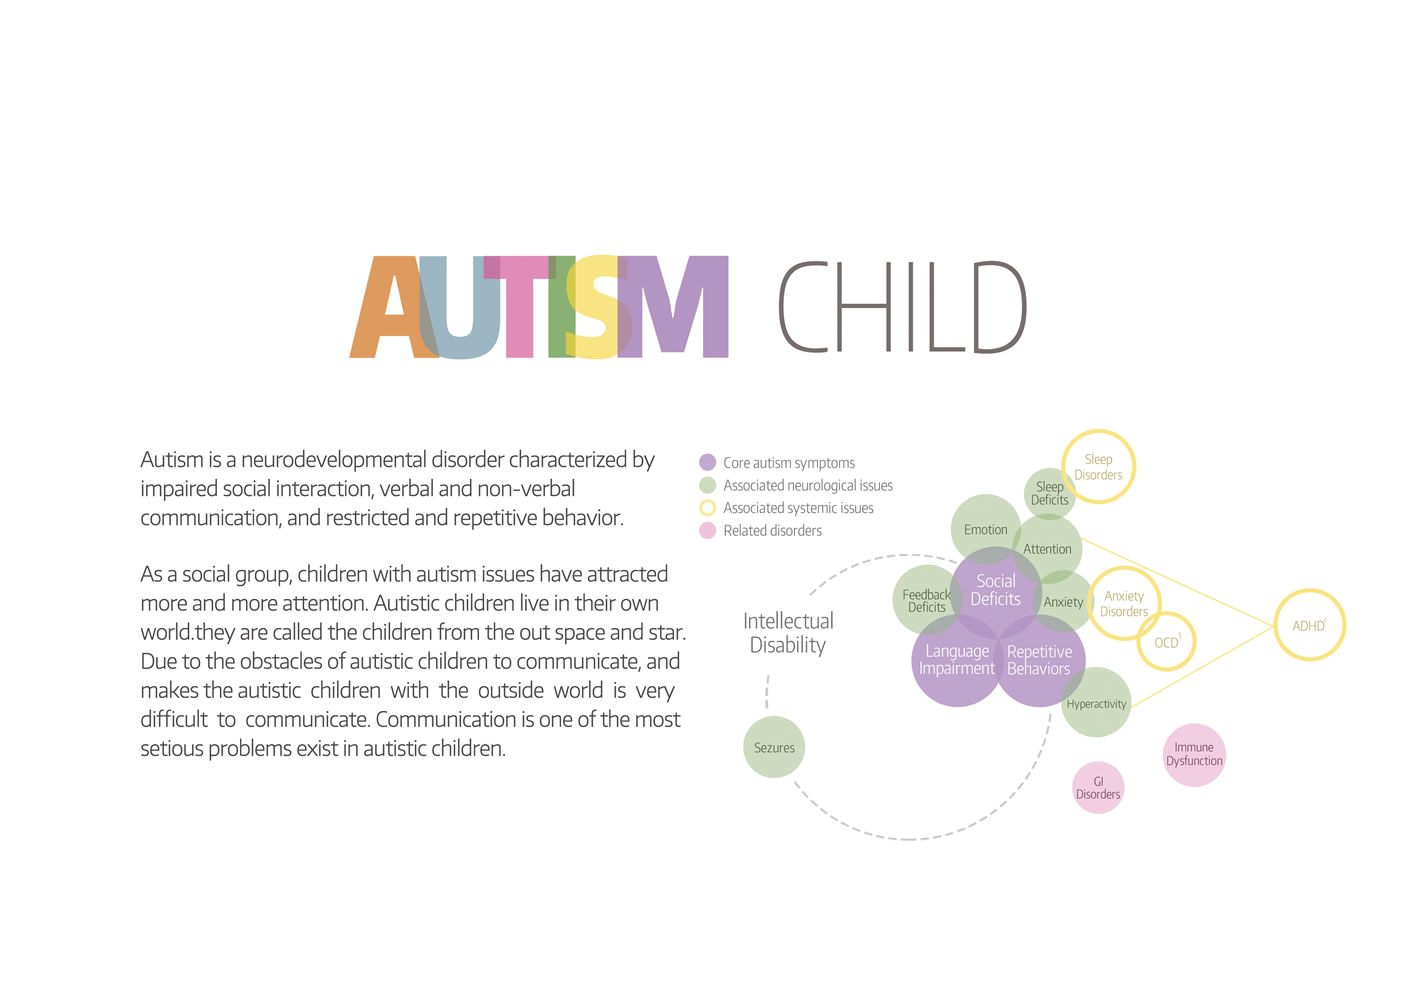 AUTISM CHILD
Autism is a neurodevelopmental disorder characterized by
impaired social interaction, verbal and non-verbal
communication, and restricted and repetitive behavior.
As a social group, children with autism issues have attracted
more and more attention. Autistic children live in their own
world.they are called the children from the out space and star.
Due to the obstacles of autistic children to communicate, and
makes the autistic children with the outside world is very
difficult to communicate. Communication is one of the most
setious problems exist in autistic children.
Core autism symptoms
Associated neurological issues
Associated systemic issues
Related disorders
Sleep
Disorders
Sleep
Deficits
Emotion
Attention
Social
Deficits
Feedback
Deficits
Anxiety
Anxiety
Disorders
OCD¹
ADHD²
Intellectual
Disability
Language
Impairment
Repetitive
Behaviors
Hyperactivity
Sezures
Immune
Dysfunction
GI
Disorders